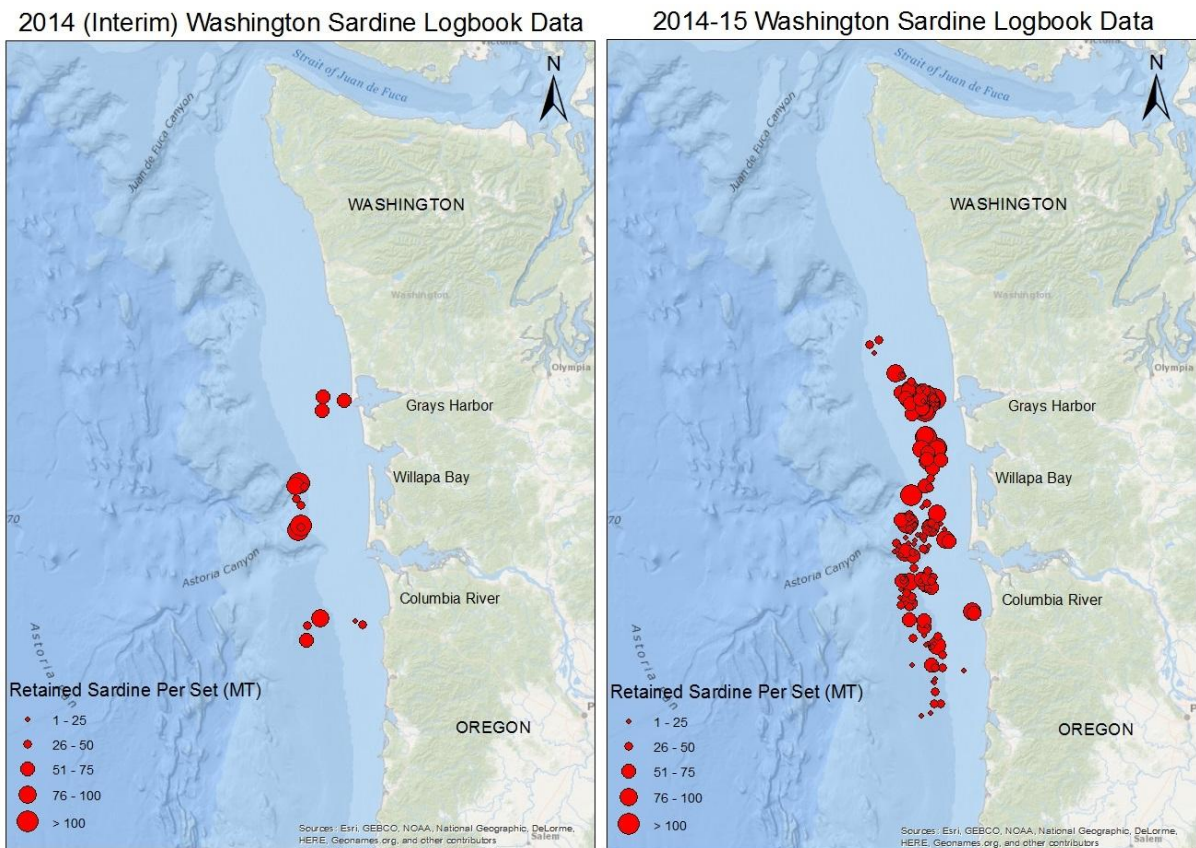 2014 (Interim) Washington Sardine Logbook Data
Victoria
Strait of Juan de Fuca
N
Juan de Fuca Canyon
WASHINGTON
Washington
Olympia
Grays Harbor
Willapa Bay
70
Astoria Canyon
Columbia River
Astoria
Retained Sardine Per Set (MT)
1 - 25
26 - 50
51 - 75
76 - 100
> 100
OREGON
Salem
Sources: Esri, GEBCO, NOAA, National Geographic, DeLorme,
HERE, Geonames.org, and other contributors
2014-15 Washington Sardine Logbook Data
Victoria
Strait of Juan de Fuca
N
Juan de Fuca Canyon
WASHINGTON
Washington
Olympia
Grays Harbor
Willapa Bay
70
Astoria Canyon
Columbia River
Astoria
Retained Sardine Per Set (MT)
1 - 25
26 - 50
51 - 75
76 - 100
> 100
OREGON
Salem
Sources: Esri, GEBCO, NOAA, National Geographic, DeLorme,
HERE, Geonames.org, and other contributors